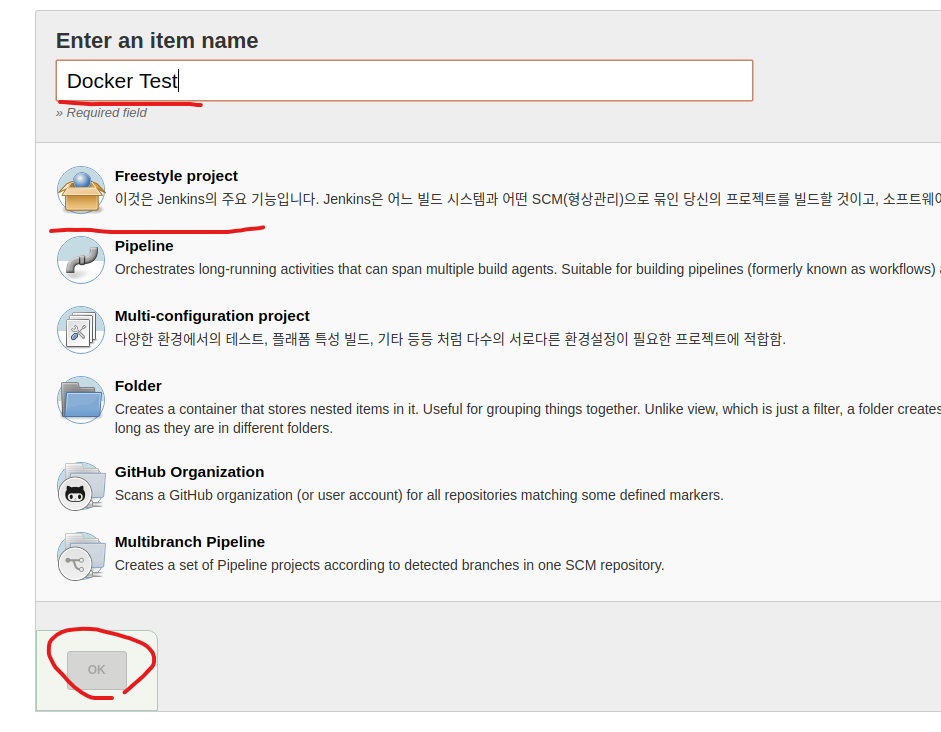 Enter an item name
Docker Test
» Required field
Freestyle project
이것은 Jenkins의 주요 기능입니다. Jenkins은 어느 빌드 시스템과 어떤 SCM(형상관리)으로 묶인 당신의 프로젝트를 빌드할 것이고, 소프트웨어
Pipeline
Orchestrates long-running activities that can span multiple build agents. Suitable for building pipelines (formerly known as workflows)
Multi-configuration project
다양한 환경에서의 테스트, 플래폼 특성 빌드, 기타 등등 처럼 다수의 서로다른 환경설정이 필요한 프로젝트에 적합함.
Folder
Creates a container that stores nested items in it. Useful for grouping things together. Unlike view, which is just a filter, a folder creates
long as they are in different folders.
GitHub Organization
Scans a GitHub organization (or user account) for all repositories matching some defined markers.
Multibranch Pipeline
Creates a set of Pipeline projects according to detected branches in one SCM repository.
OK